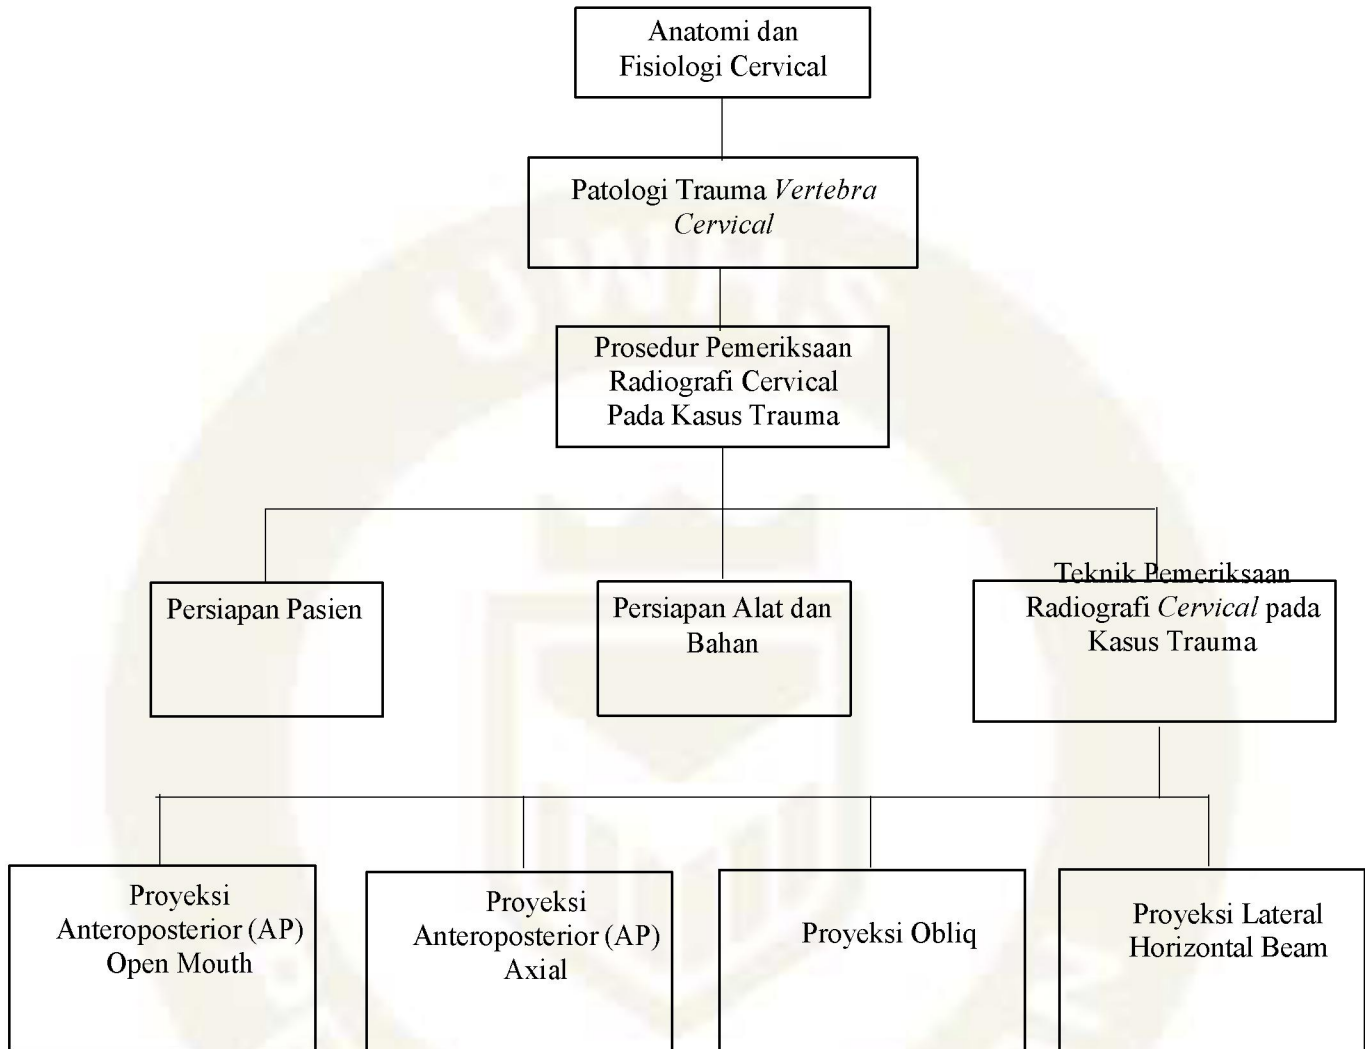 Anatomi dan
Fisiologi Cervical
Patologi Trauma Vertebra
Cervical
Prosedur Pemeriksaan
Radiografi Cervical
Pada Kasus Trauma
Persiapan Pasien
Persiapan Alat dan
Bahan
Teknik Pemeriksaan
Radiografi Cervical pada
Kasus Trauma
Proyeksi
Anteroposterior (AP)
Open Mouth
Proyeksi
Anteroposterior (AP)
Axial
Proyeksi Obliq
Proyeksi Lateral
Horizontal Beam
UWHS